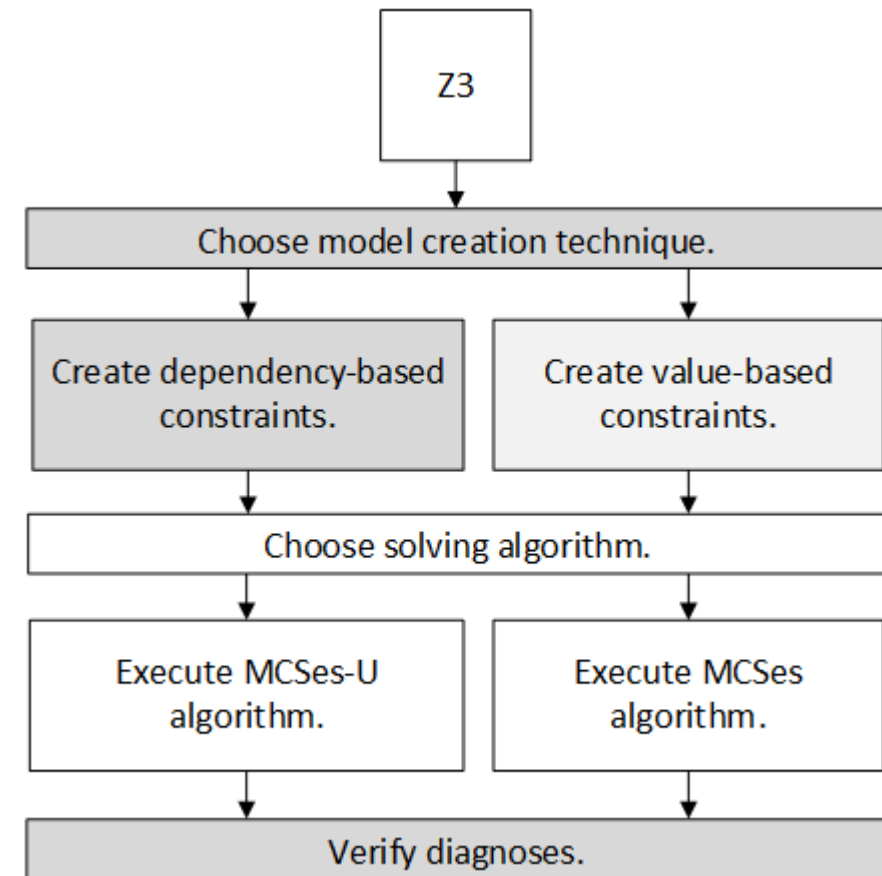 Z3
Choose model creation technique.
Create dependency-based
constraints.
Create value-based
constraints.
Choose solving algorithm.
Execute MCSes-U
algorithm.
Execute MCSes
algorithm.
Verify diagnoses.